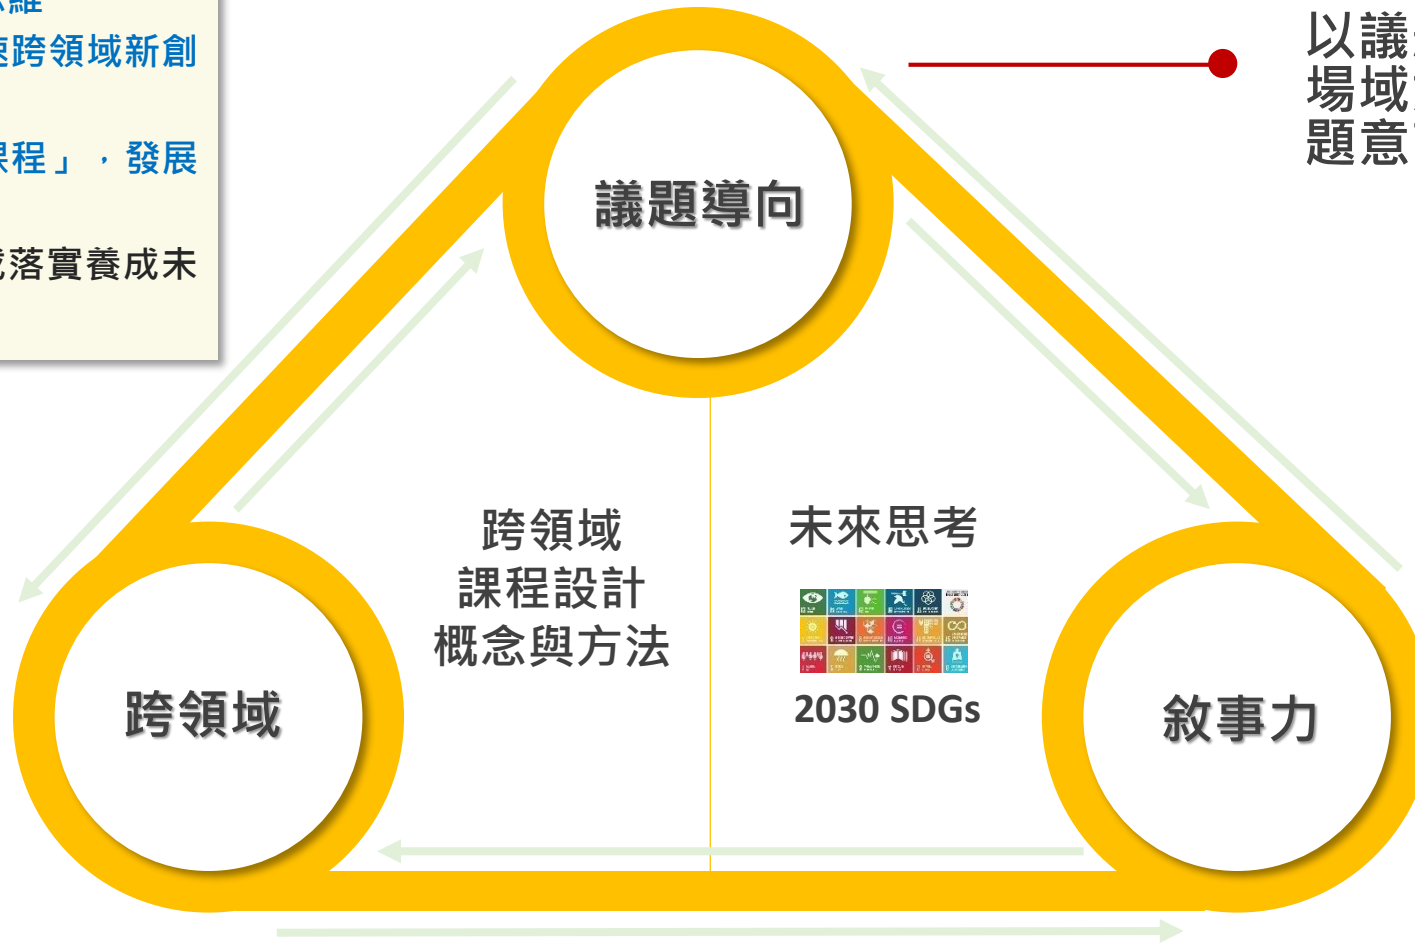 維
跨領域新創
課程」，發展
落實養成未
以議
場域
題意
議題導向
跨領域
課程設計
概念與方法
未來思考
2030 SDGs
跨領域
敘事力